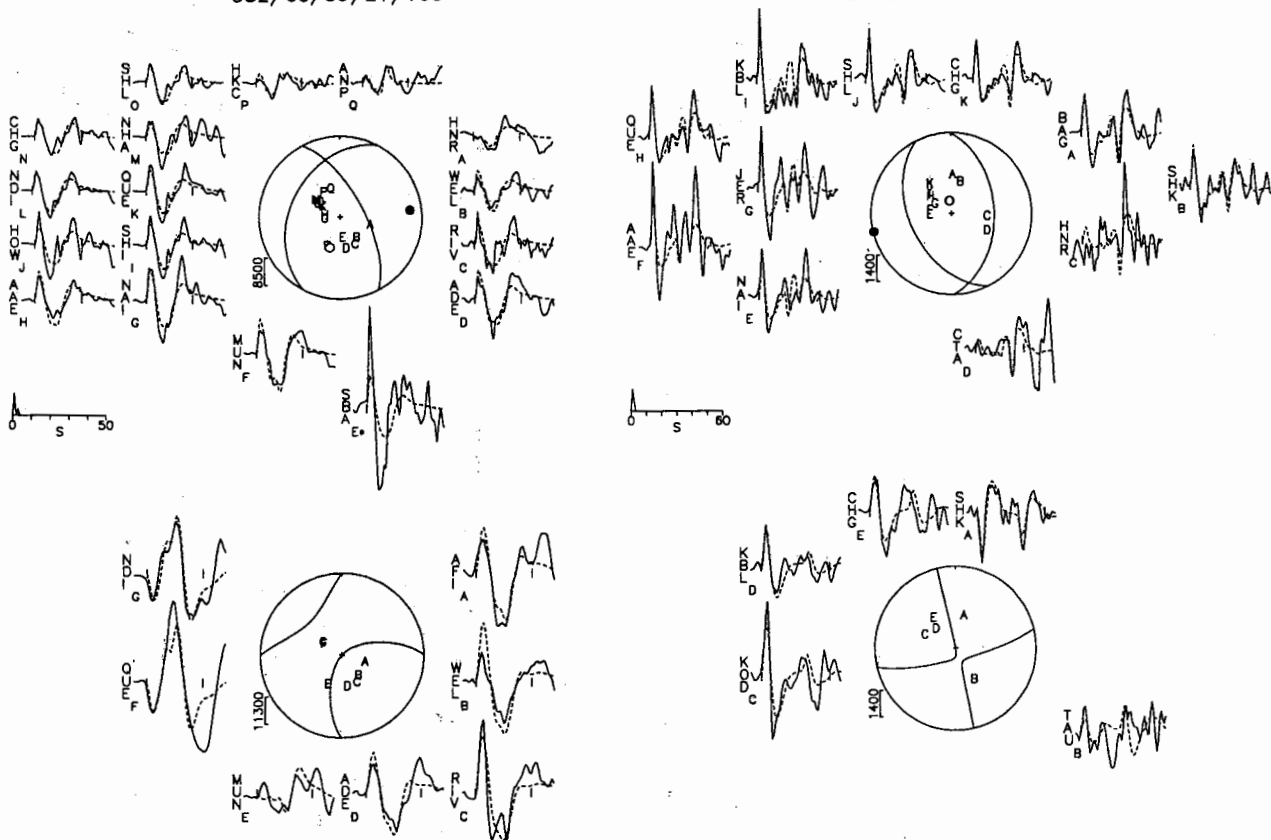 SHL O
HKC P
ANP Q
CHG N
NHA M
HNR A
NDI L
QUE K
WEL B
HOW J
SHI I
RIV C
AAE H
NAI G
ADE D
MUN F
SBA E•
8500
0 S 50
P Q
A
E B
D
KBL I
SHL J
CHG K
QUE H
BAG A
JER G
SHK B
AAE F
HNR C
NAI E
CTA D
1400
0 S 60
A B
K
G
E
C
D
NDI G
AFI A
QUE F
WEL B
MUN E
ADE D
RIV C
11300
G
A
B
E D C
CHG E
SHK A
KBL D
KOD C
TAU B
1400
E A
C D
B